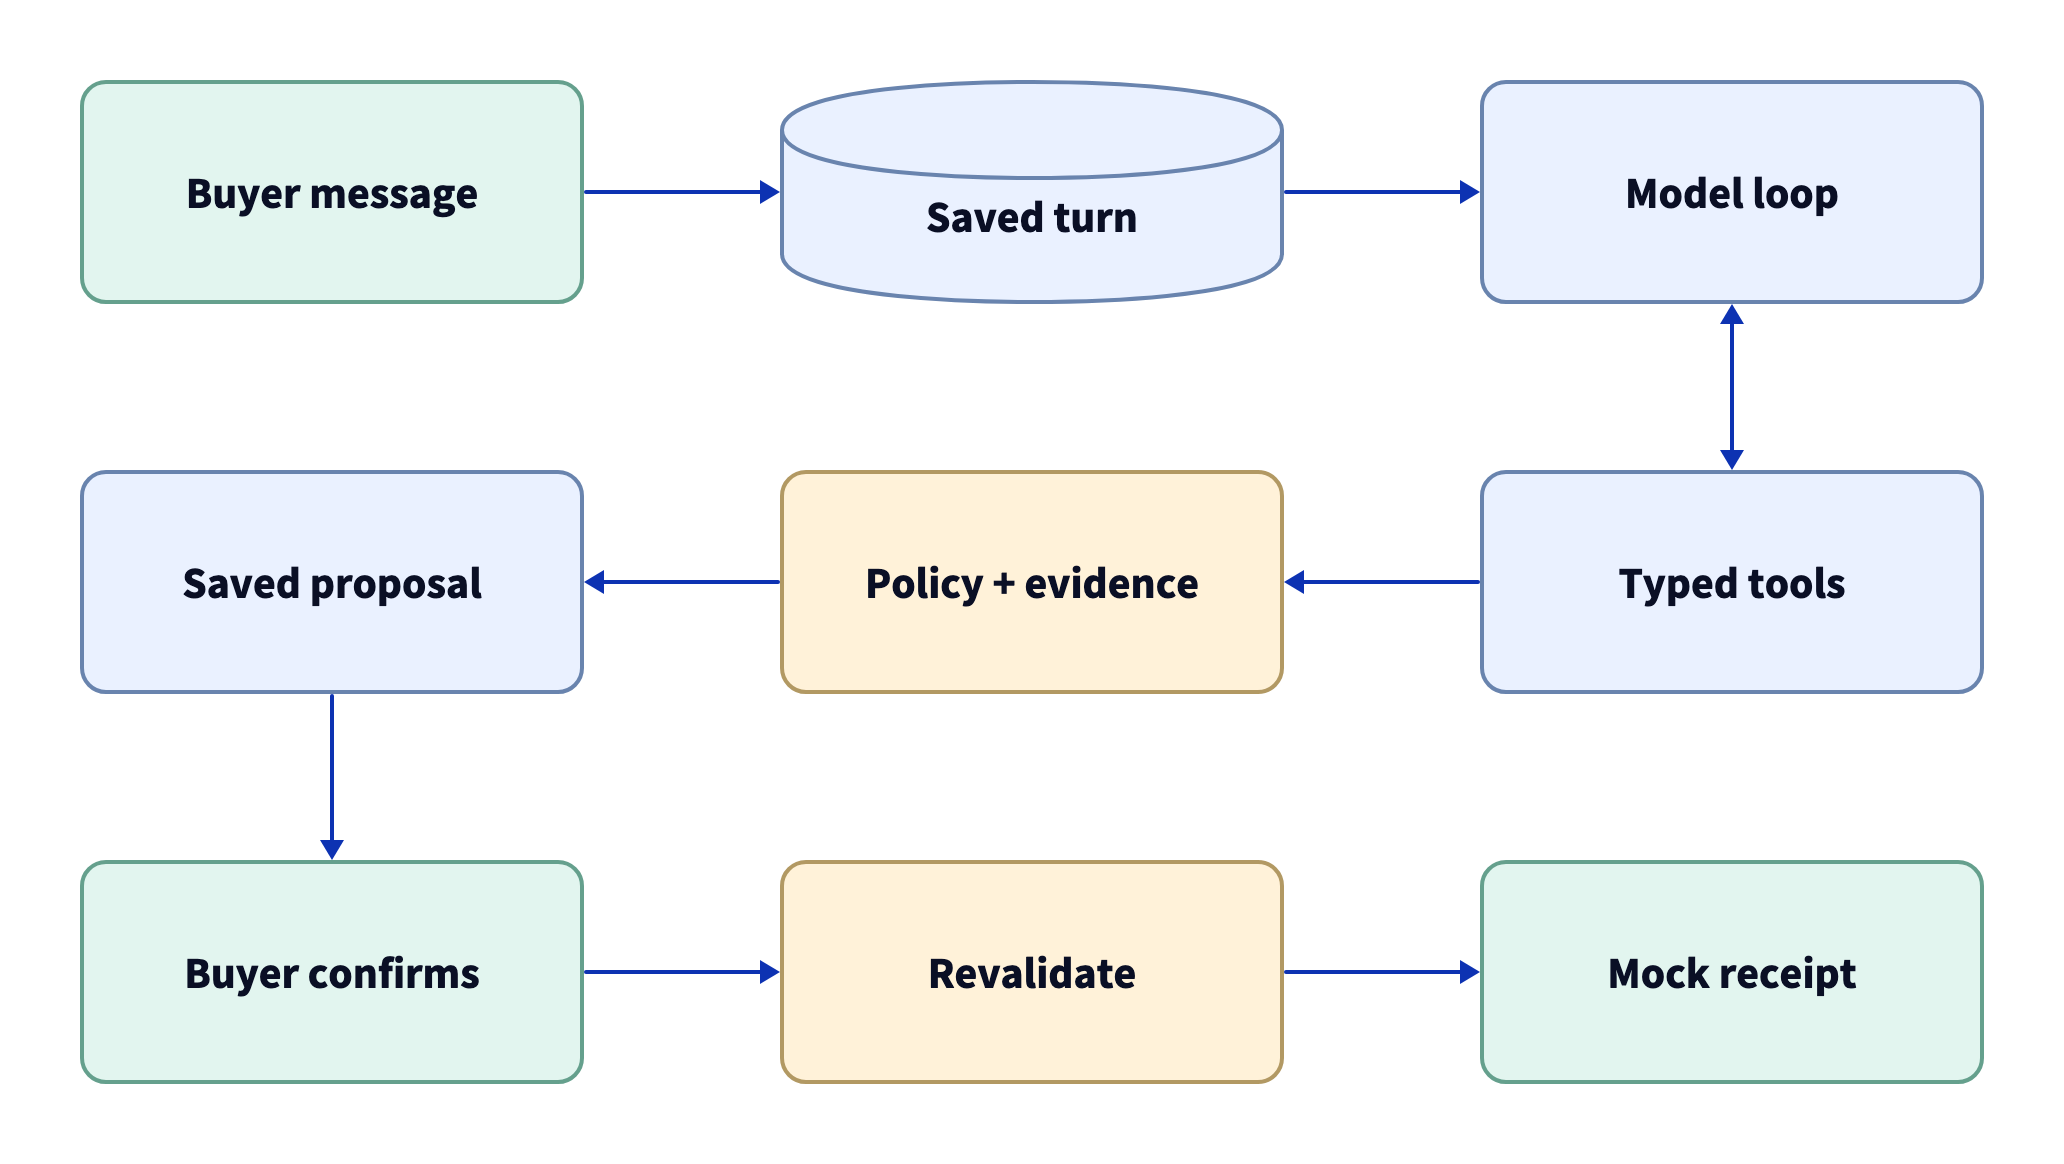 Buyer message
Saved turn
Model loop
Saved proposal
Policy + evidence
Typed tools
Buyer confirms
Revalidate
Mock receipt